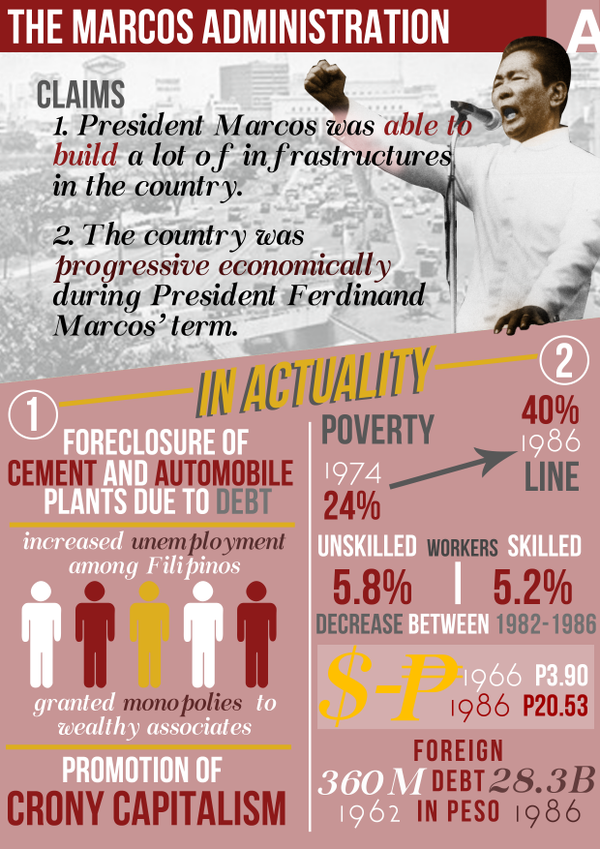 THE MARCOS ADMINISTRATION
A
CLAIMS
1. President Marcos was able to
build a lot of infrastructures
in the country.
2. The country was
progressive economically
during President Ferdinand
Marcos' term.
IN ACTUALITY
1
FORECLOSURE OF
CEMENT AND AUTOMOBILE
PLANTS DUE TO DEBT
increased unemployment
among Filipinos
granted monopolies to
wealthy associates
PROMOTION OF
CRONY CAPITALISM
2
POVERTY
1974
24%
40%
1986
LINE
UNSKILLED WORKERS SKILLED
5.8% | 5.2%
DECREASE BETWEEN 1982-1986
$-₱
1966 P3.90
1986 P20.53
FOREIGN
360M DEBT 28.3B
1962 IN PESO 1986